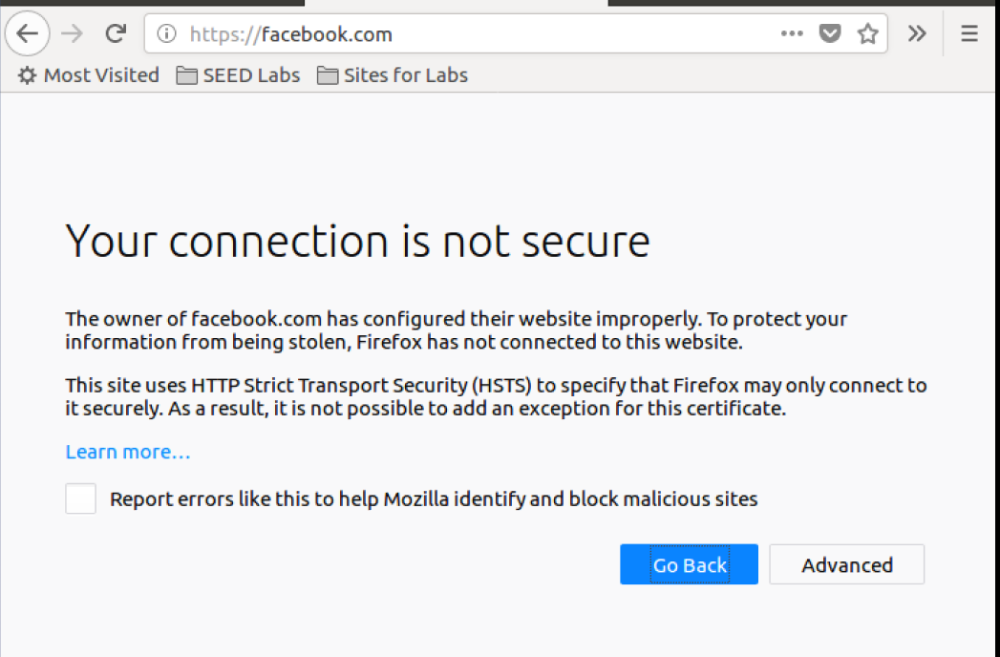 https://facebook.com
Most Visited SEED Labs Sites for Labs
Your connection is not secure
The owner of facebook.com has configured their website improperly. To protect your
information from being stolen, Firefox has not connected to this website.
This site uses HTTP Strict Transport Security (HSTS) to specify that Firefox may only connect to
it securely. As a result, it is not possible to add an exception for this certificate.
Learn more…
Report errors like this to help Mozilla identify and block malicious sites
Go Back Advanced